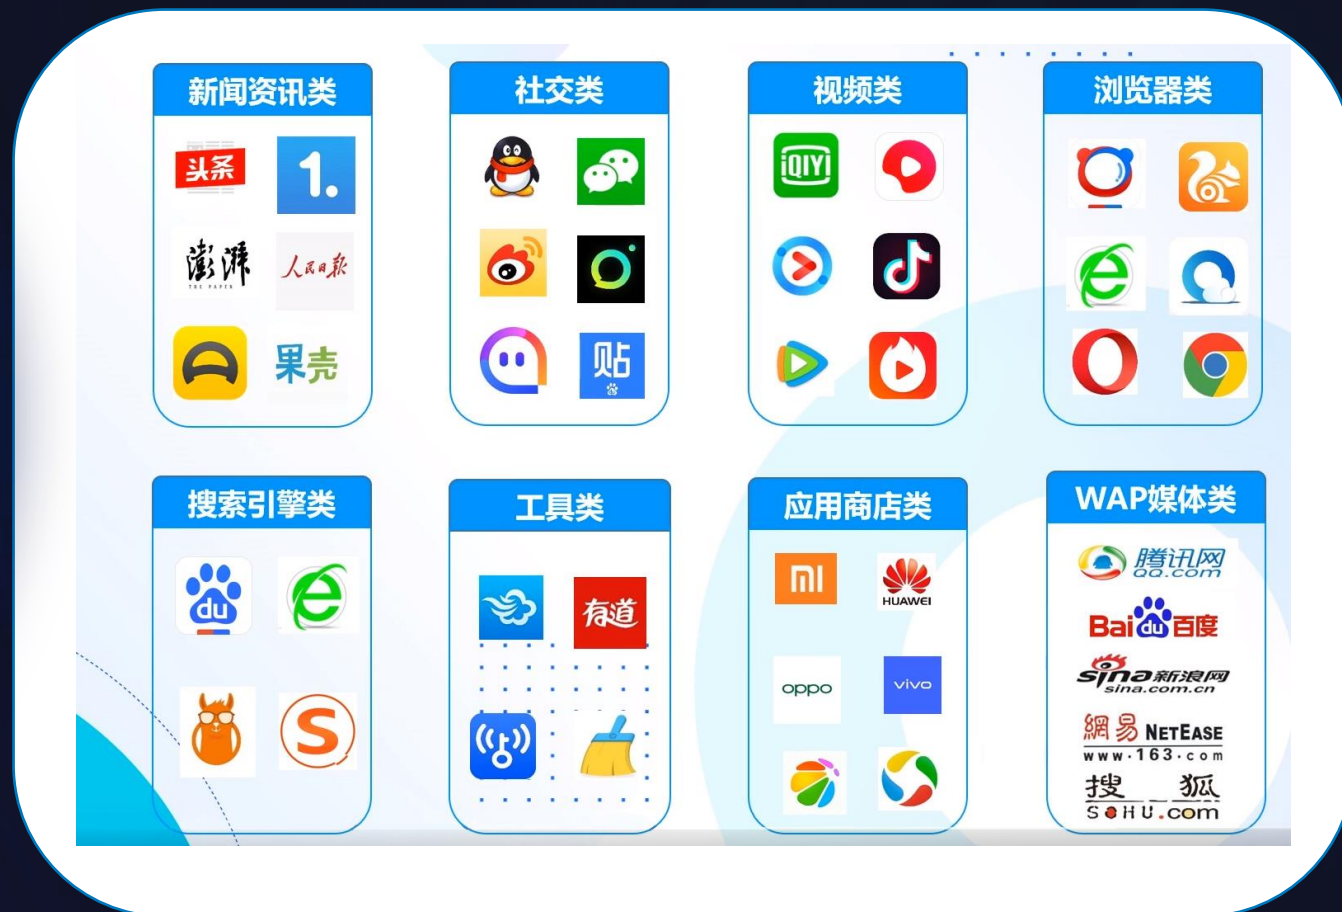 新闻资讯类
社交类
视频类
浏览器类
头条
1.
iQIYI
澎湃
THE PAPER
人民日报
果壳
贴
搜索引擎类
工具类
应用商店类
WAP媒体类
du
有道
S
mi
HUAWEI
oppo
vivo
腾讯网
QQ.com
Bai du 百度
sina新浪网
sina.com.cn
網易 NETEASE
www.163.com
搜狐
SOHU.com